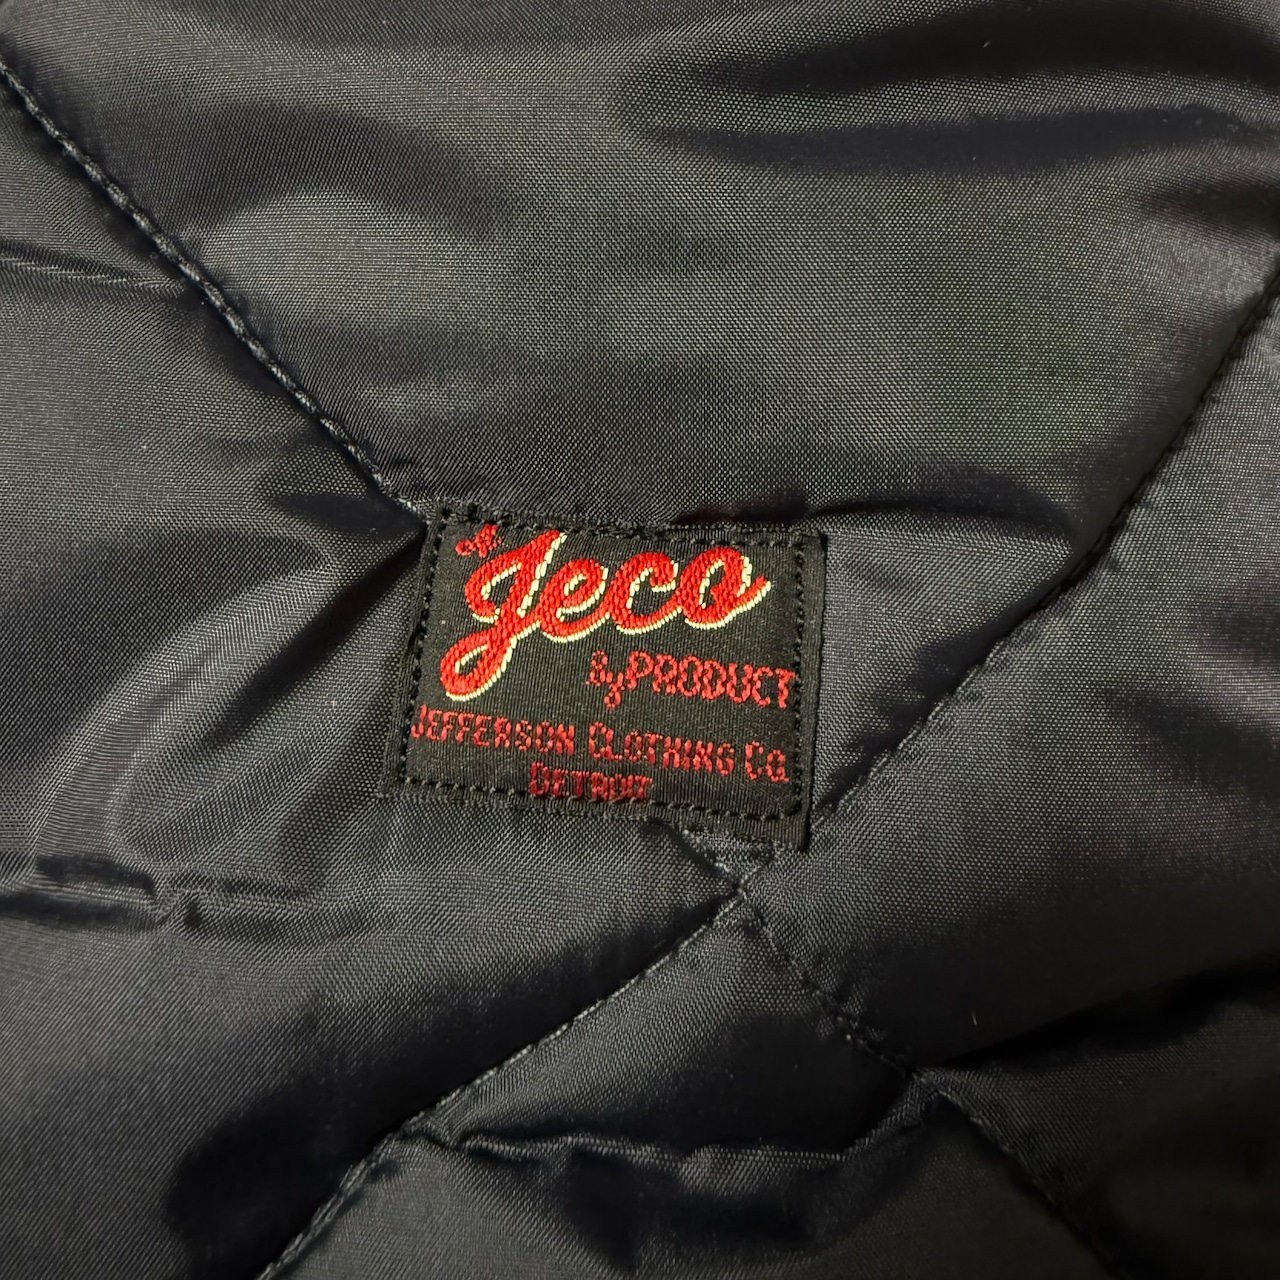 A Jeco
By PRODUCT
JEFFERSON CLOTHING CO.
DETROIT